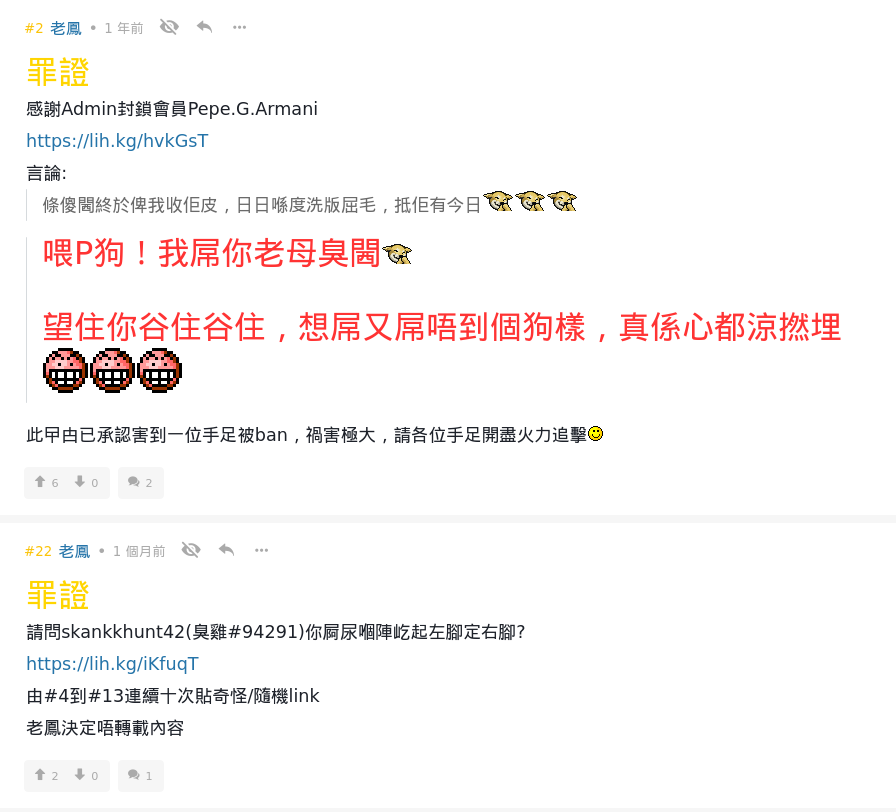 #2 老鳳 • 1 年前
罪證
感謝Admin封鎖會員Pepe.G.Armani
https://lih.kg/hvkGsT
言論:
條傻閪終於俾我收佢皮，日日喺度洗版屈毛，抵佢有今日
喂P狗！我屌你老母臭閪
望住你谷住谷住，想屌又屌唔到個狗樣，真係心都涼撚埋
此曱甴已承認害到一位手足被ban，禍害極大，請各位手足開盡火力追擊
6 0 2
#22 老鳳 • 1 個月前
罪證
請問skankkhunt42(臭雞#94291)你屙尿嗰陣屹起左腳定右腳?
https://lih.kg/iKfuqT
由#4到#13連續十次貼奇怪/隨機link
老鳳決定唔轉載內容
2 0 1